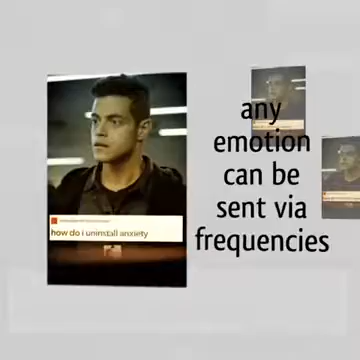 how do i uninstall anxiety
any
emotion
can be
sent via
frequencies